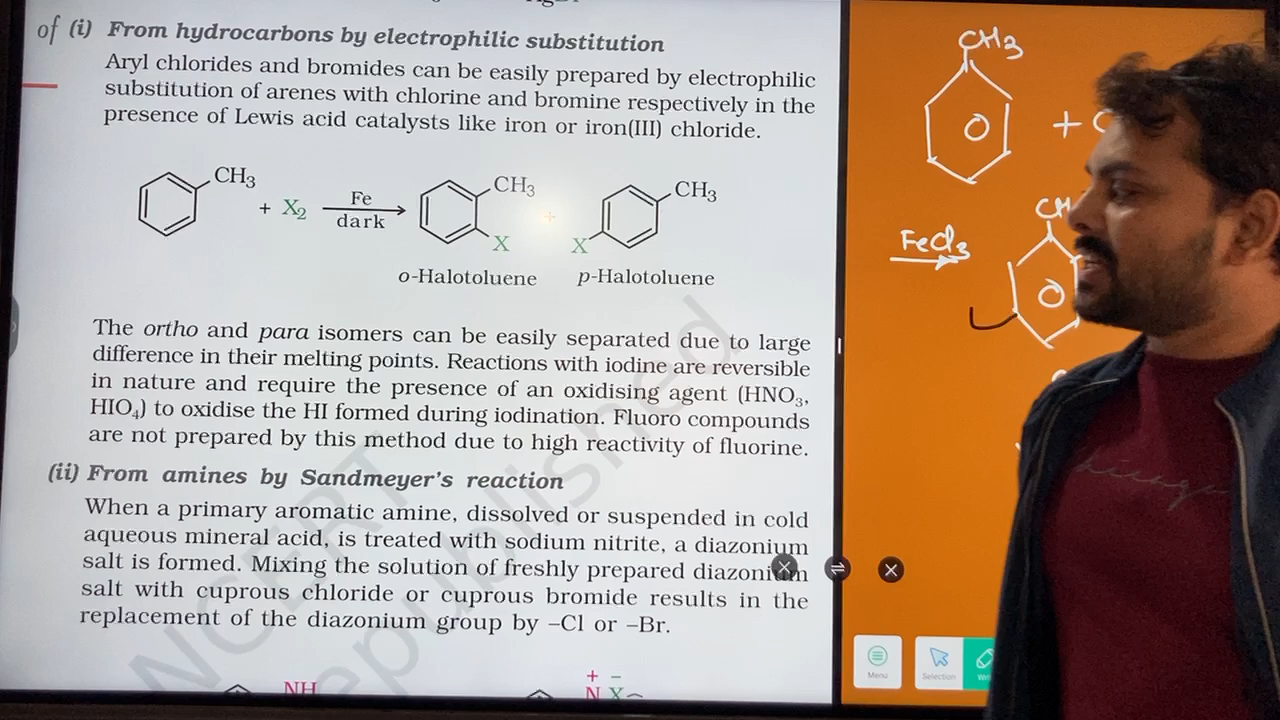 of (i) From hydrocarbons by electrophilic substitution
Aryl chlorides and bromides can be easily prepared by electrophilic
substitution of arenes with chlorine and bromine respectively in the
presence of Lewis acid catalysts like iron or iron(III) chloride.
CH₃ + X₂ Fe dark CH₃ X + CH₃ X
o-Halotoluene p-Halotoluene
The ortho and para isomers can be easily separated due to large
difference in their melting points. Reactions with iodine are reversible
in nature and require the presence of an oxidising agent (HNO₃,
HIO₄) to oxidise the HI formed during iodination. Fluoro compounds
are not prepared by this method due to high reactivity of fluorine.
(ii) From amines by Sandmeyer's reaction
When a primary aromatic amine, dissolved or suspended in cold
aqueous mineral acid, is treated with sodium nitrite, a diazonium
salt is formed. Mixing the solution of freshly prepared diazonium
salt with cuprous chloride or cuprous bromide results in the
replacement of the diazonium group by –Cl or –Br.
NH
+ –
N X
NCERT
republished
CH₃
+
FeCl₃
CH
Menu
Selection